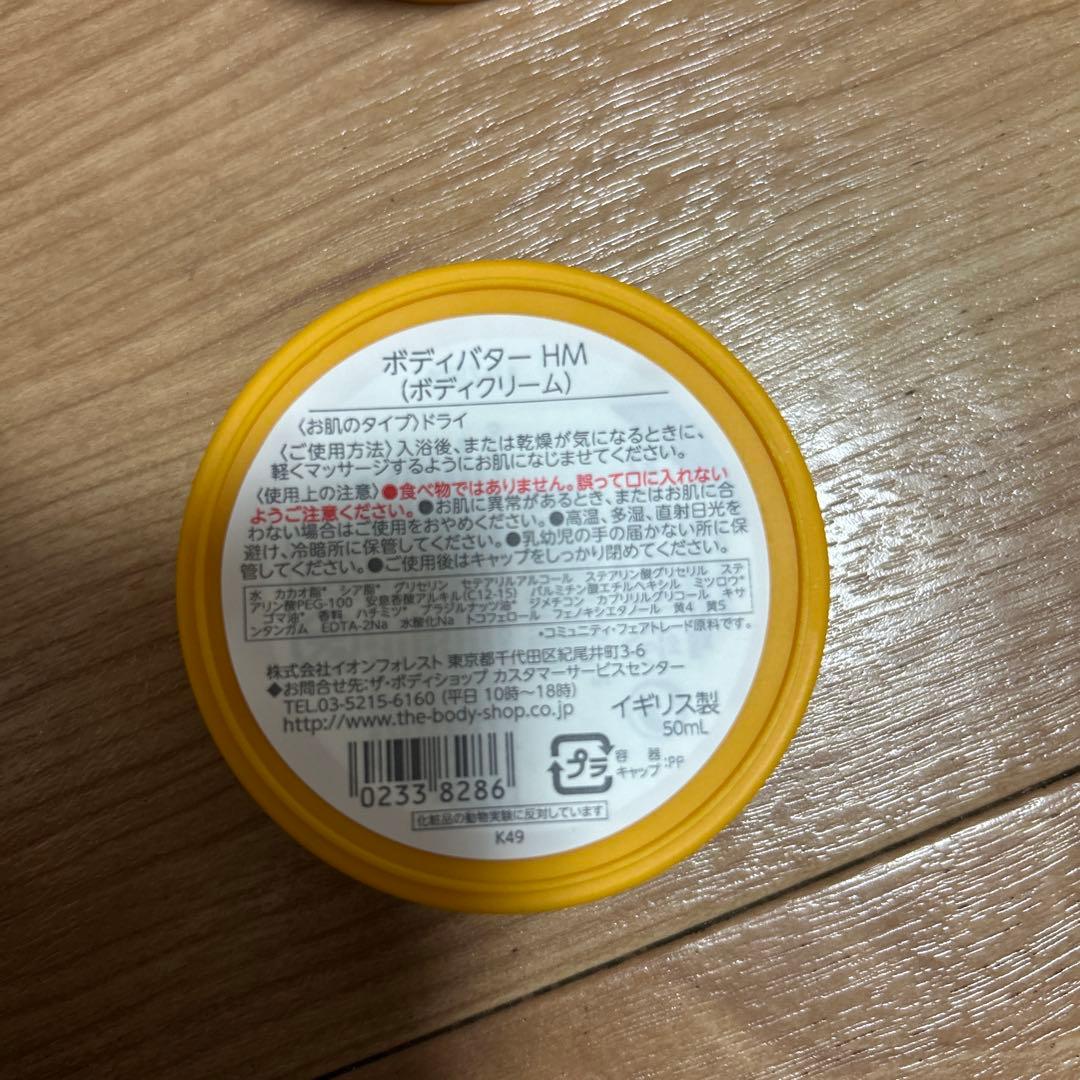 ボディバター HM
(ボディクリーム)
〈お肌のタイプ〉ドライ
〈ご使用方法〉入浴後、または乾燥が気になるときに、
軽くマッサージするようにお肌になじませてください。
〈使用上の注意〉●食べ物ではありません。誤って口に入れない
ようご注意ください。●お肌に異常があるとき、またはお肌に合
わない場合はご使用をおやめください。●高温、多湿、直射日光を
避け、冷暗所に保管してください。●乳幼児の手の届かない所に保
管してください。●ご使用後はキャップをしっかり閉めてください。
水 カカオ脂* シア脂* グリセリン セテアリルアルコール ステアリン酸グリセリル ステ
アリン酸PEG-100 安息香酸アルキル(C12-15) パルミチン酸エチルヘキシル ミツロウ*
ゴマ油* 香料 ハチミツ* ブラジルナッツ油* ジメチコン カプリリルグリコール キサ
ンタンガム EDTA-2Na 水酸化Na トコフェロール フェノキシエタノール 黄4 黄5
*コミュニティ・フェアトレード原料です。
株式会社イオンフォレスト 東京都千代田区紀尾井町3-6
◆お問合せ先:ザ・ボディショップ カスタマーサービスセンター
TEL.03-5215-6160 (平日 10時〜18時)
http://www.the-body-shop.co.jp
イギリス製
50mL
0233 8286
プラ
容器
キャップ :PP
化粧品の動物実験に反対しています
K49